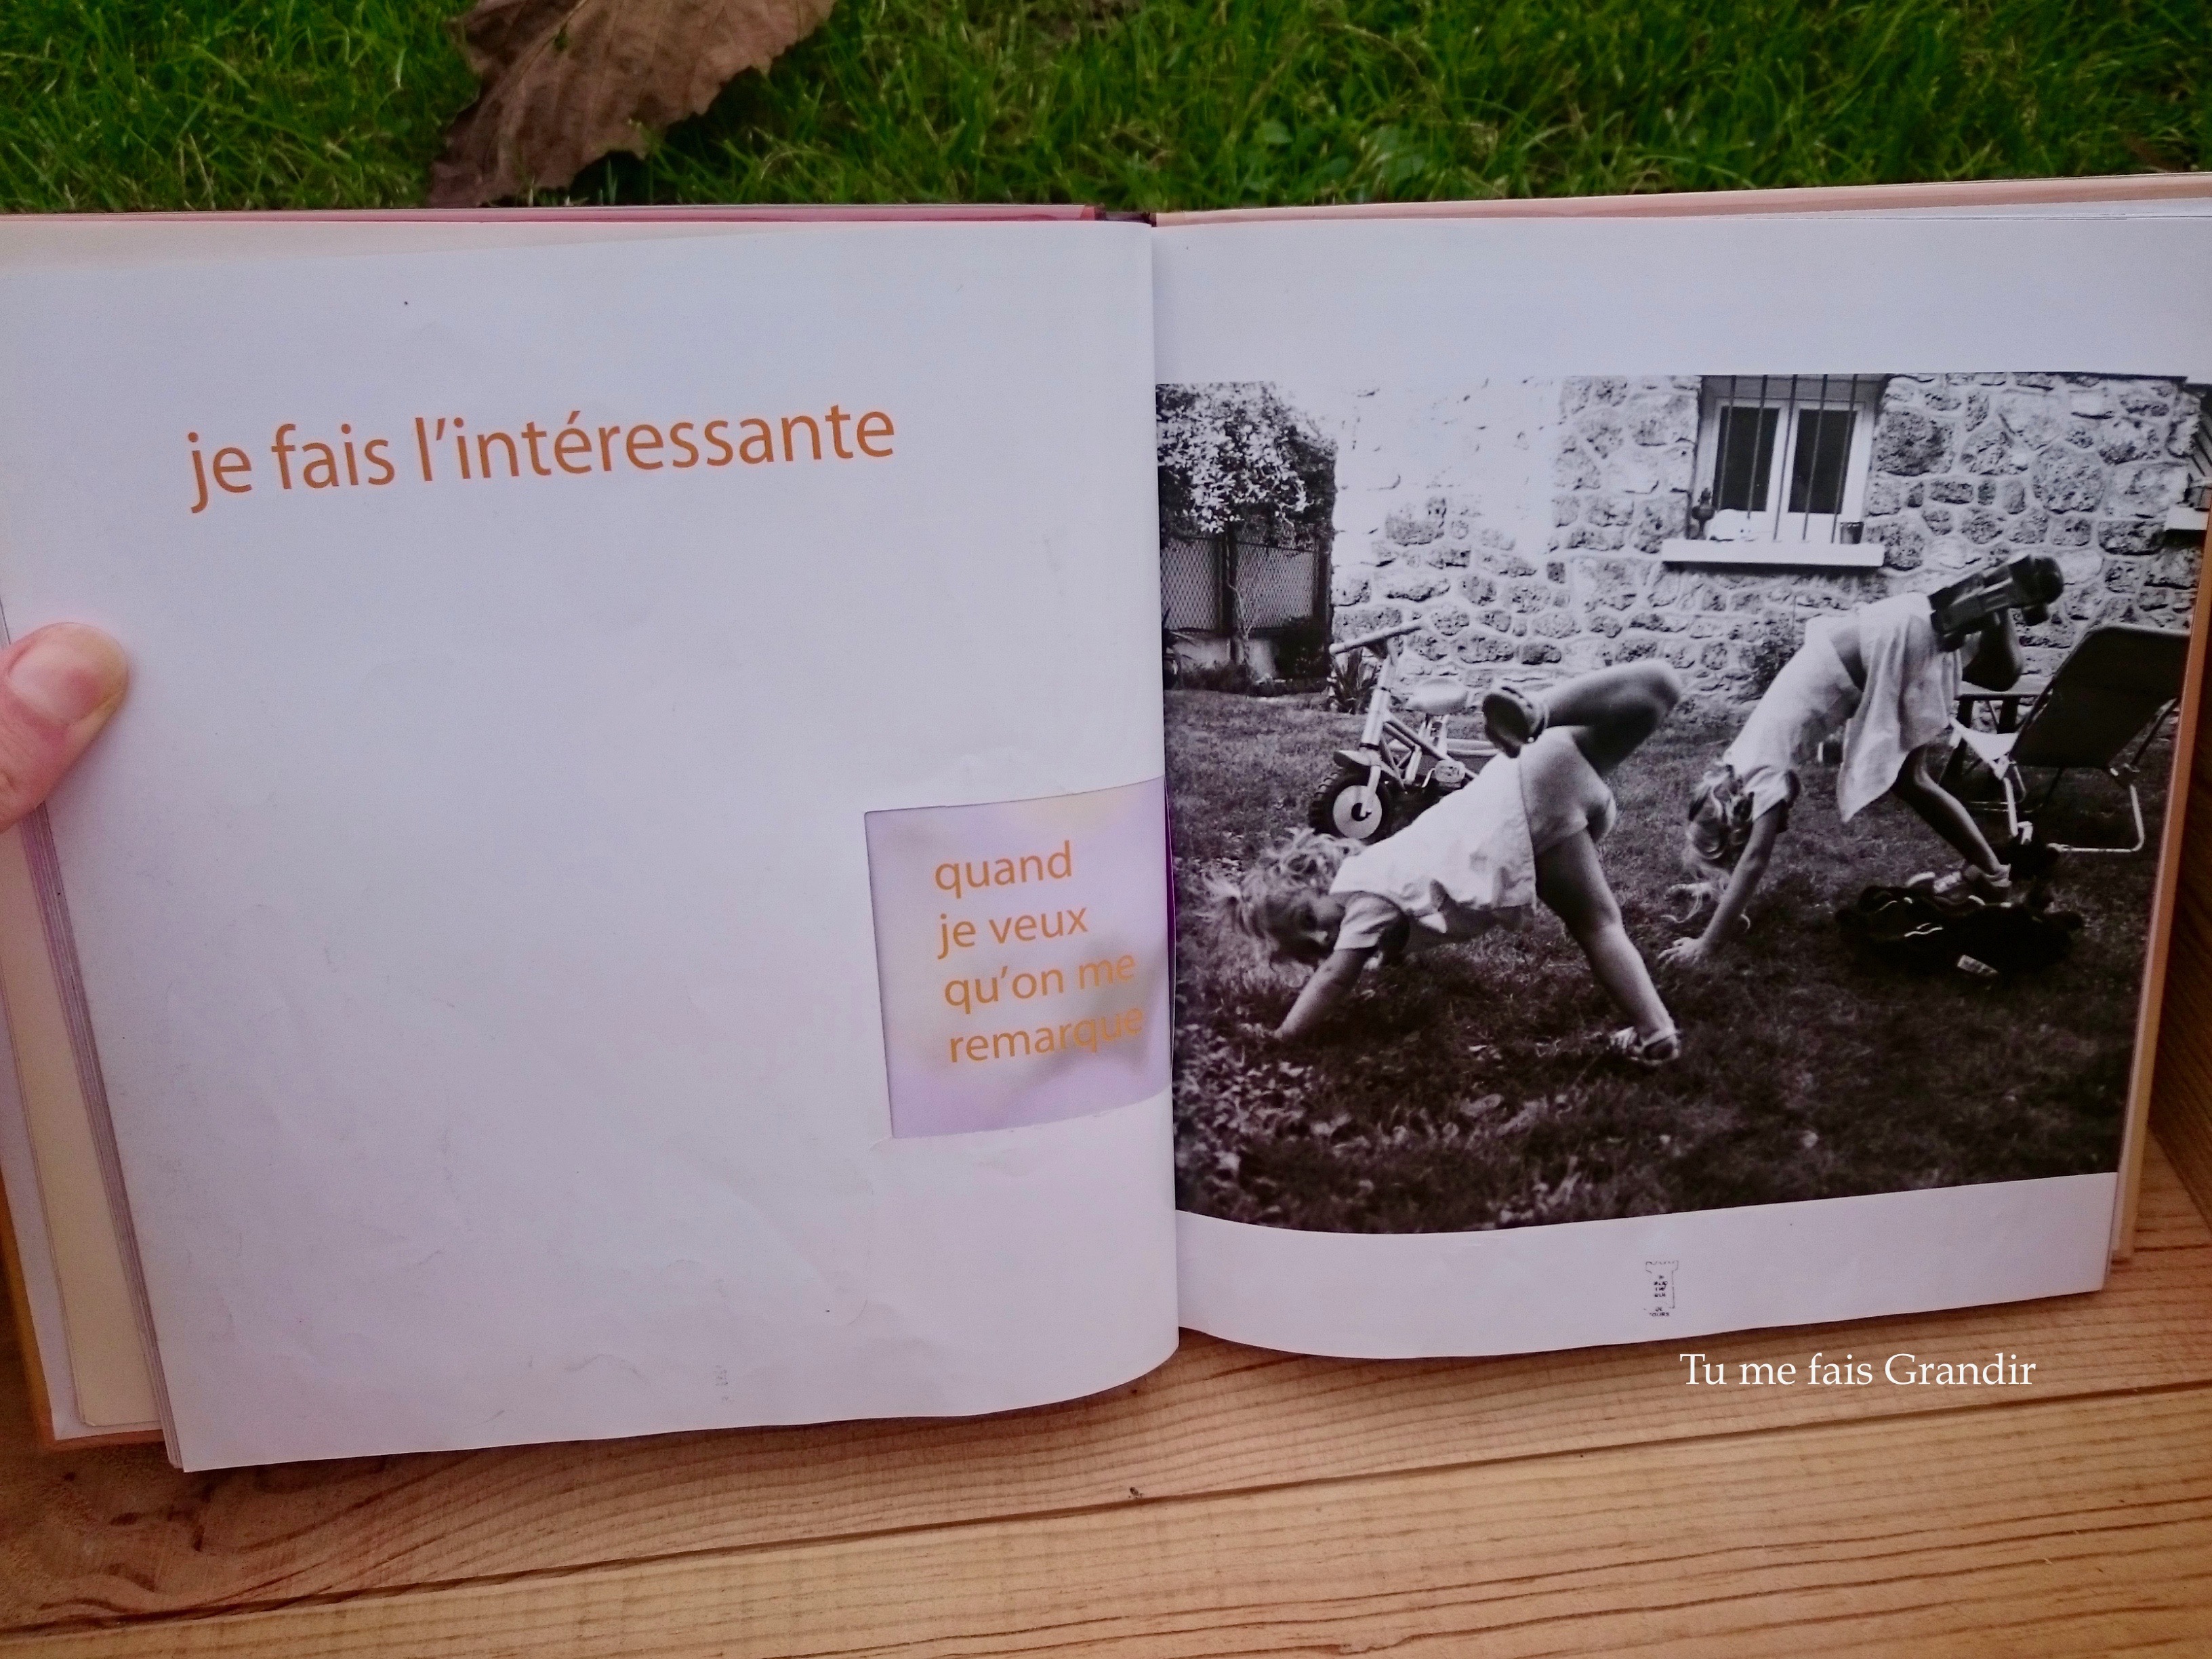 je fais l'intéressante
quand
je veux
qu'on me
remarque
Tu me fais Grandir